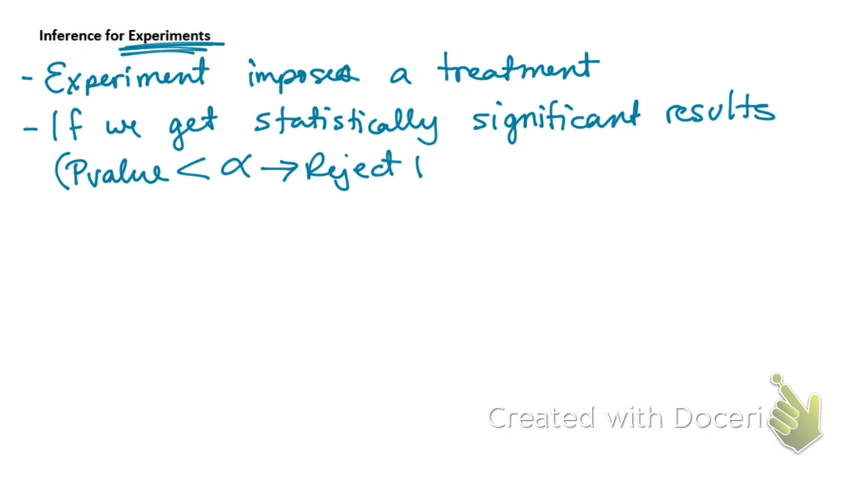 Inference for Experiments
- Experiment imposes a treatment
- If we get statistically significant results
(Pvalue < α → Reject
Created with Doceri